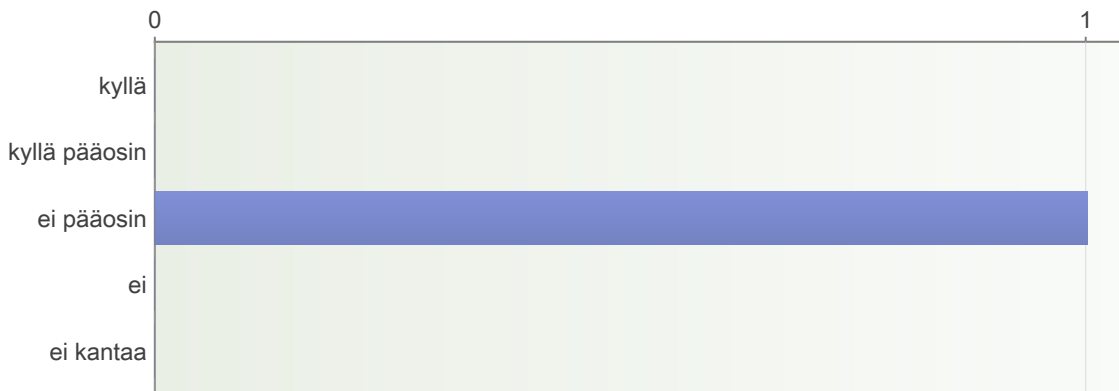 0 1
kyllä
kyllä pääosin
ei pääosin
ei
ei kantaa